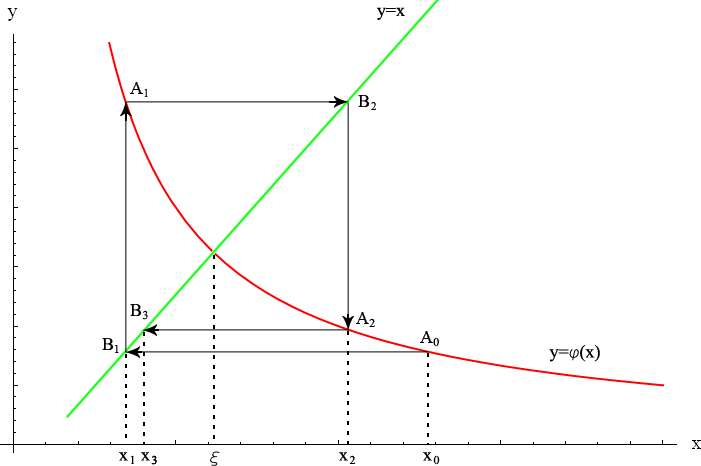 y
y=x
A₁
B₂
B₃
A₂
B₁
A₀
y=φ(x)
x
x₁ x₃ ξ x₂ x₀